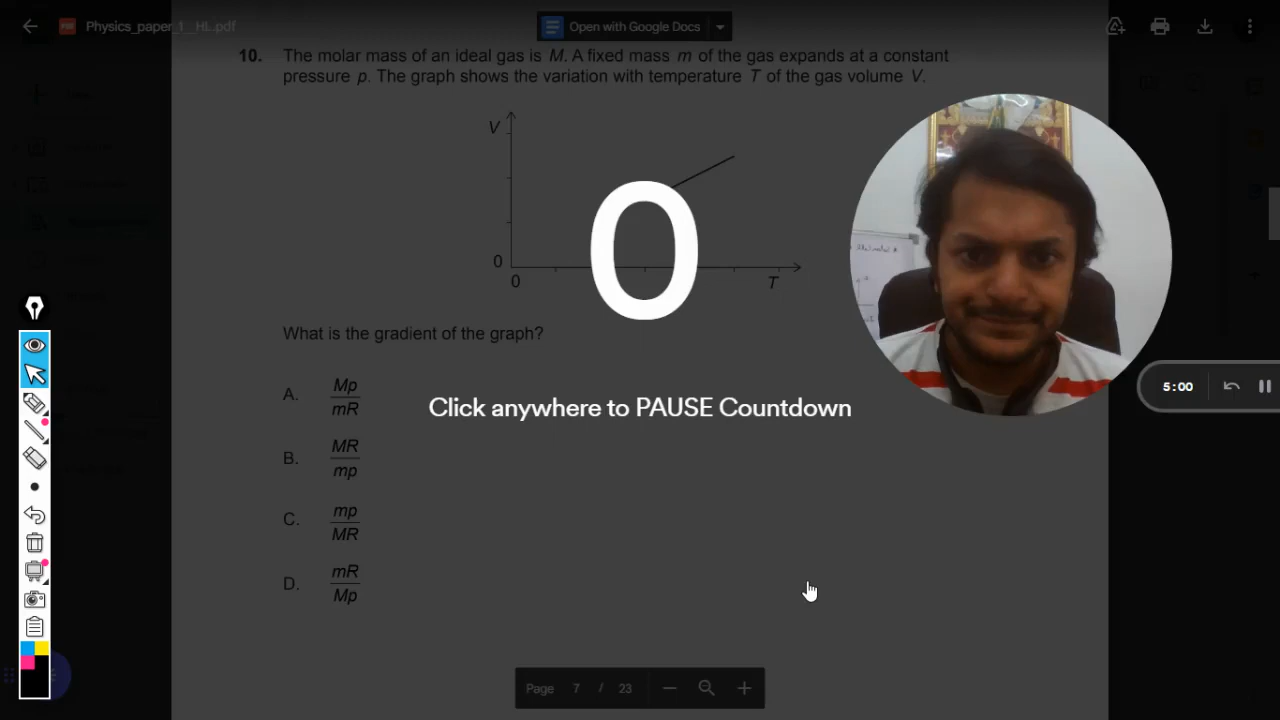 Physics_paper_1__HL.pdf
Open with Google Docs
10. The molar mass of an ideal gas is M. A fixed mass m of the gas expands at a constant
pressure p. The graph shows the variation with temperature T of the gas volume V.
V
0
0
T
0
What is the gradient of the graph?
Click anywhere to PAUSE Countdown
5:00
A. Mp
mR
B. MR
mp
C. mp
MR
D. mR
Mp
Page 7 / 23